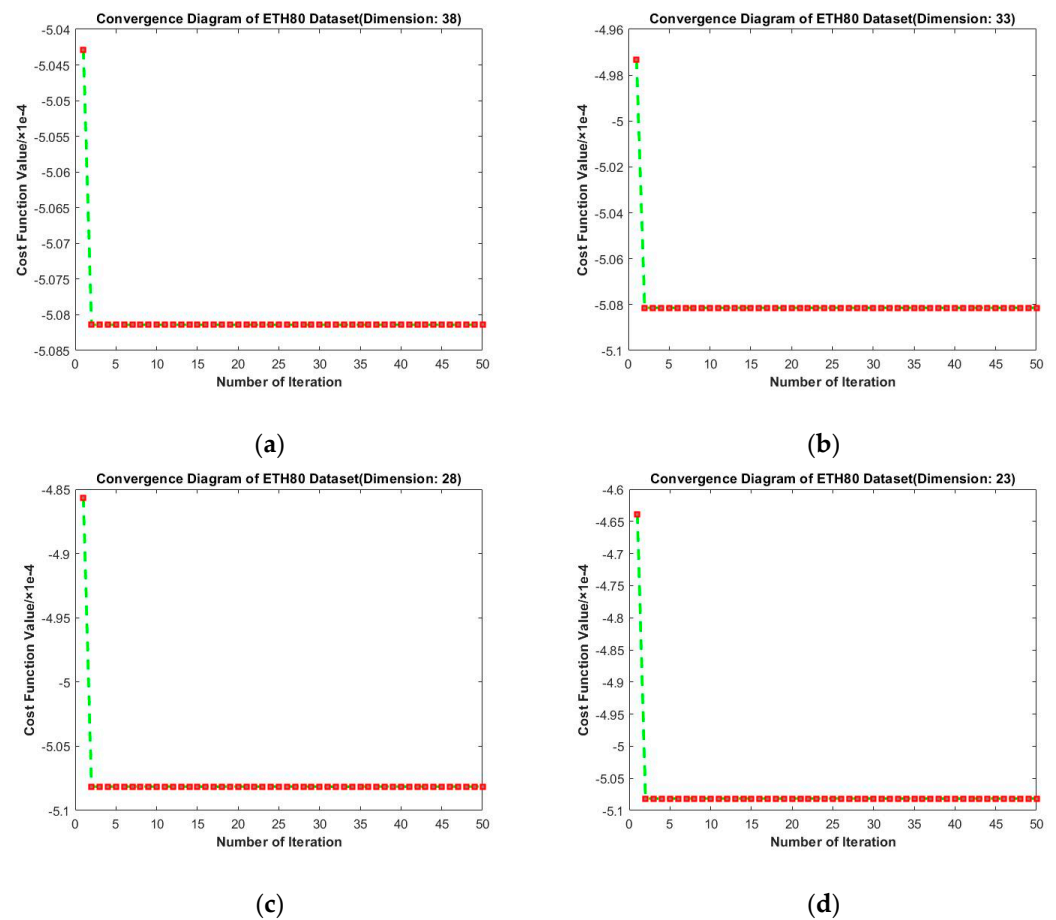 Convergence Diagram of ETH80 Dataset(Dimension: 38)
-5.04
-5.045
-5.05
-5.055
-5.06
-5.065
-5.07
-5.075
-5.08
-5.085
Cost Function Value/×1e-4
0 5 10 15 20 25 30 35 40 45 50
Number of Iteration
(a)
Convergence Diagram of ETH80 Dataset(Dimension: 33)
-4.96
-4.98
-5
-5.02
-5.04
-5.06
-5.08
-5.1
Cost Function Value/×1e-4
0 5 10 15 20 25 30 35 40 45 50
Number of Iteration
(b)
Convergence Diagram of ETH80 Dataset(Dimension: 28)
-4.85
-4.9
-4.95
-5
-5.05
-5.1
Cost Function Value/×1e-4
0 5 10 15 20 25 30 35 40 45 50
Number of Iteration
(c)
Convergence Diagram of ETH80 Dataset(Dimension: 23)
-4.6
-4.65
-4.7
-4.75
-4.8
-4.85
-4.9
-4.95
-5
-5.05
-5.1
Cost Function Value/×1e-4
0 5 10 15 20 25 30 35 40 45 50
Number of Iteration
(d)